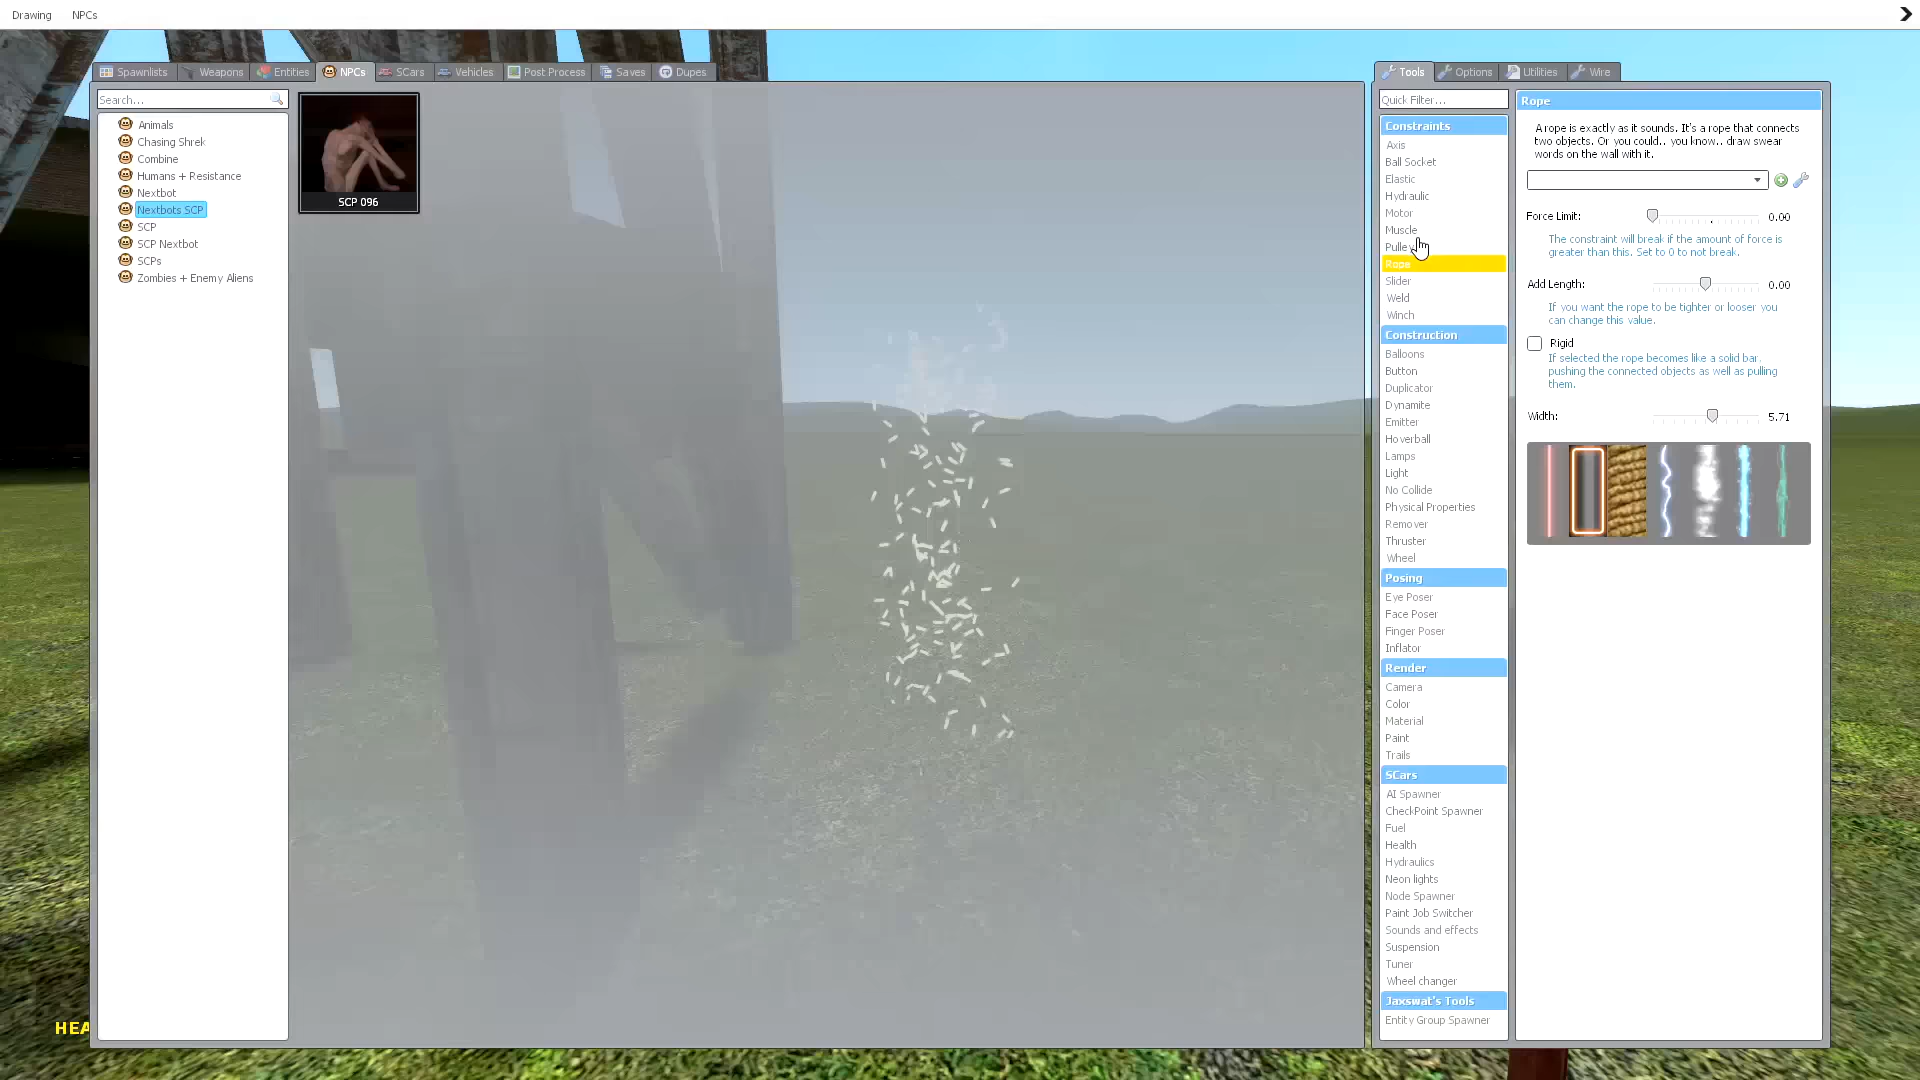 Drawing NPCs
Spawnlists Weapons Entities NPCs SCars Vehicles Post Process Saves Dupes
Search...
Animals
Chasing Shrek
Combine
Humans + Resistance
Nextbot
Nextbots SCP
SCP
SCP Nextbot
SCPs
Zombies + Enemy Aliens
SCP 096
HEA
Tools Options Utilities Wire
Quick Filter...
Constraints
Axis
Ball Socket
Elastic
Hydraulic
Motor
Muscle
Pulley
Rope
Slider
Weld
Winch
Construction
Balloons
Button
Duplicator
Dynamite
Emitter
Hoverball
Lamps
Light
No Collide
Physical Properties
Remover
Thruster
Wheel
Posing
Eye Poser
Face Poser
Finger Poser
Inflator
Render
Camera
Color
Material
Paint
Trails
SCars
AI Spawner
CheckPoint Spawner
Fuel
Health
Hydraulics
Neon lights
Node Spawner
Paint Job Switcher
Sounds and effects
Suspension
Tuner
Wheel changer
Jaxswat's Tools
Entity Group Spawner
Rope
A rope is exactly as it sounds. It's a rope that connects
two objects. Or you could.. you know.. draw swear
words on the wall with it.
Force Limit: 0.00
The constraint will break if the amount of force is
greater than this. Set to 0 to not break.
Add Length: 0.00
If you want the rope to be tighter or looser you
can change this value.
Rigid
If selected the rope becomes like a solid bar,
pushing the connected objects as well as pulling
them.
Width: 5.71